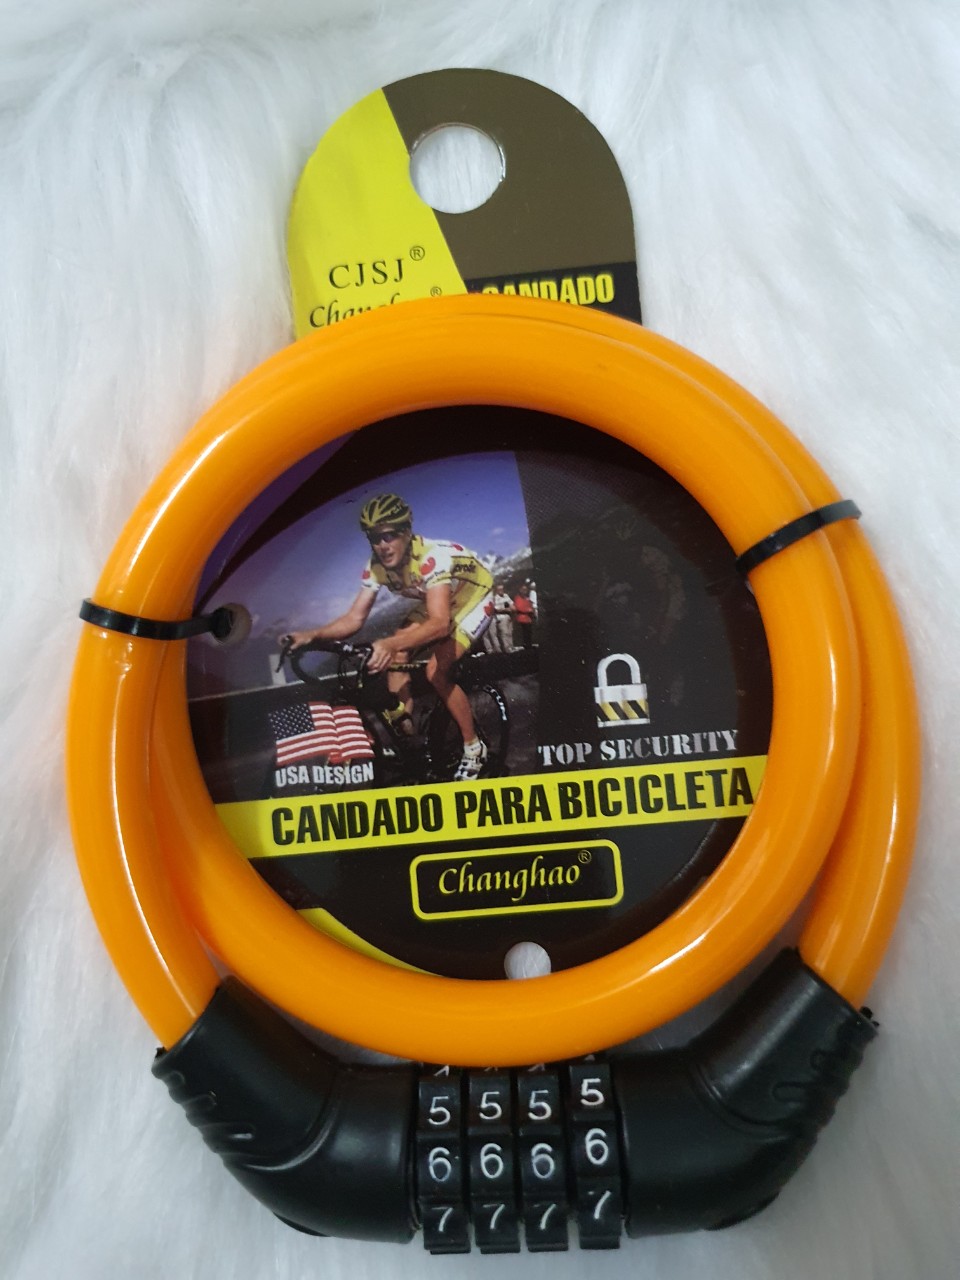 CJSJ®
CANDADO
USA DESIGN
TOP SECURITY
CANDADO PARA BICICLETA
Changhao®
5 5 5 5
6 6 6 6
7 7 7 7